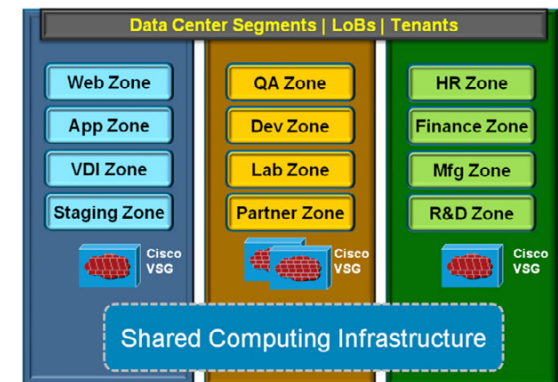 Data Center Segments | LoBs | Tenants
Web Zone
App Zone
VDI Zone
Staging Zone
Cisco
VSG
QA Zone
Dev Zone
Lab Zone
Partner Zone
Cisco
VSG
HR Zone
Finance Zone
Mfg Zone
R&D Zone
Cisco
VSG
Shared Computing Infrastructure